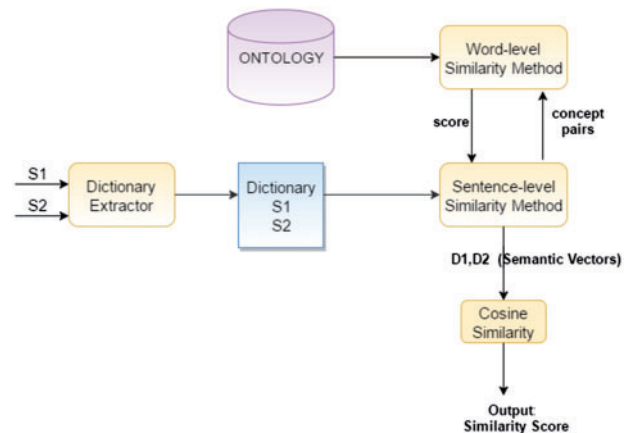 ONTOLOGY
Word-level
Similarity Method
score
concept
pairs
S1
S2
Dictionary
Extractor
Dictionary
S1
S2
Sentence-level
Similarity Method
D1,D2 (Semantic Vectors)
Cosine
Similarity
Output:
Similarity Score